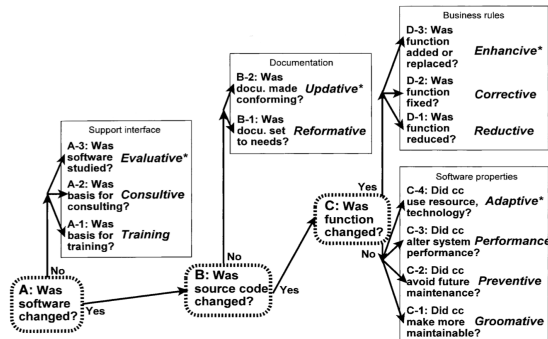 Business rules
D-3: Was
function
added or
replaced?
Enhancive*
D-2: Was
function
fixed?
Corrective
D-1: Was
function
reduced?
Reductive
Documentation
B-2: Was
docu. made
conforming?
Updative*
B-1: Was
docu. set
to needs?
Reformative
Support interface
A-3: Was
software
studied?
Evaluative*
A-2: Was
basis for
consulting?
Consultive
A-1: Was
basis for
training?
Training
Software properties
C-4: Did cc
use resource,
technology?
Adaptive*
C-3: Did cc
alter system
performance?
Performance
C-2: Did cc
avoid future
maintenance?
Preventive
C-1: Did cc
make more
maintainable?
Groomative
Yes
C: Was
function
changed?
No
No
B: Was
source code
changed?
Yes
No
A: Was
software
changed?
Yes